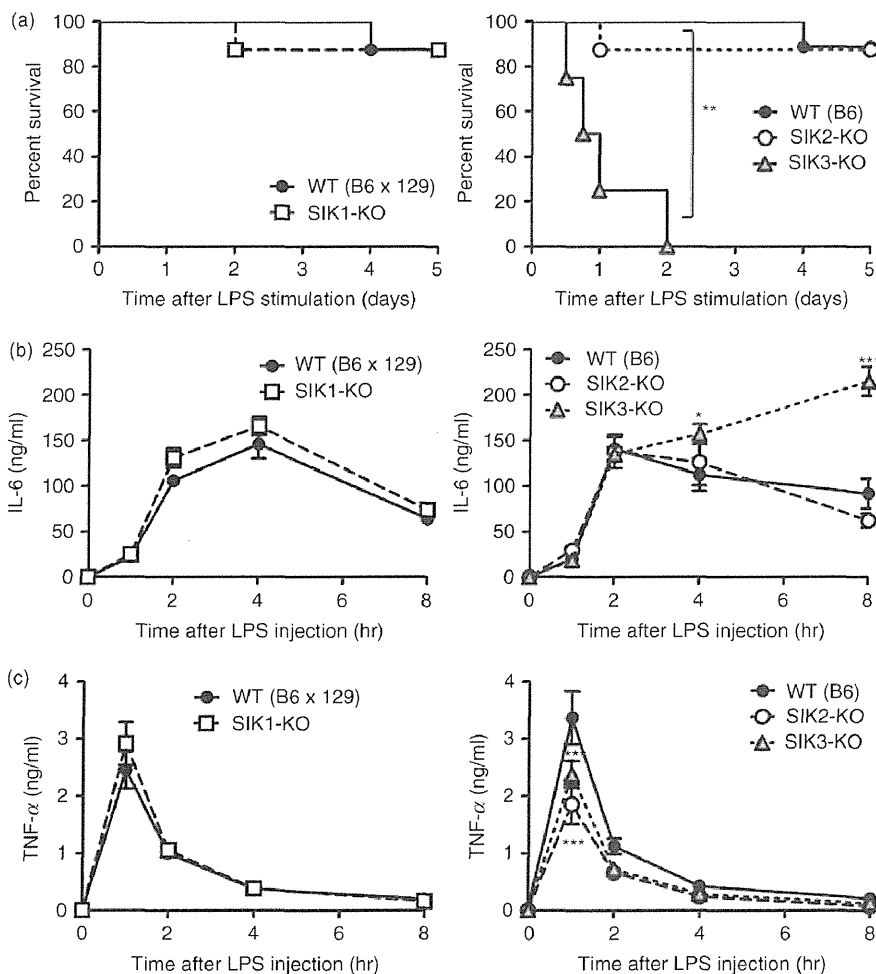 (a)
100
80
60
40
20
0
Percent survival
WT (B6 x 129)
SIK1-KO
0 1 2 3 4 5
Time after LPS stimulation (days)
100
80
60
40
20
0
Percent survival
**
WT (B6)
SIK2-KO
SIK3-KO
0 1 2 3 4 5
Time after LPS stimulation (days)
(b)
250
200
150
100
50
0
IL-6 (ng/ml)
WT (B6 x 129)
SIK1-KO
0 2 4 6 8
Time after LPS injection (hr)
250
200
150
100
50
0
IL-6 (ng/ml)
WT (B6)
SIK2-KO
SIK3-KO
*
***
0 2 4 6 8
Time after LPS injection (hr)
(c)
4
3
2
1
0
TNF-α (ng/ml)
WT (B6 x 129)
SIK1-KO
0 2 4 6 8
Time after LPS injection (hr)
4
3
2
1
0
TNF-α (ng/ml)
WT (B6)
SIK2-KO
SIK3-KO
***
***
0 2 4 6 8
Time after LPS injection (hr)